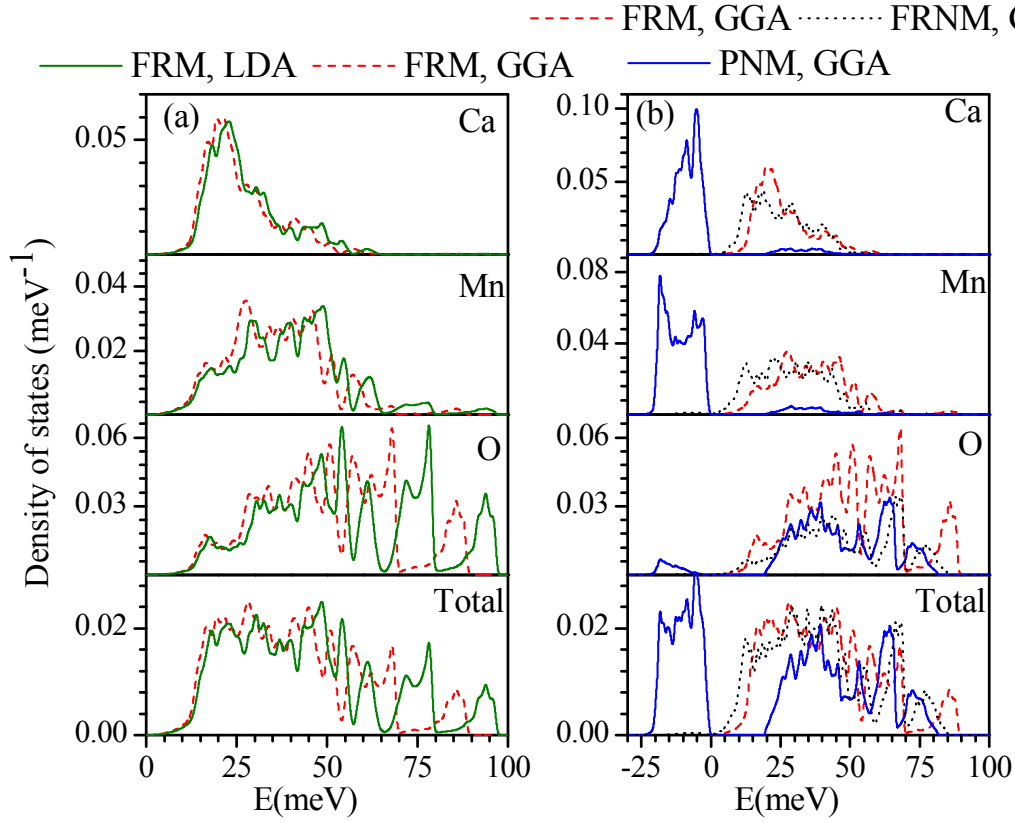 FRM, GGA FRNM,
FRM, LDA FRM, GGA PNM, GGA
(a) Ca
0.05
Mn
0.04
0.02
O
0.06
0.03
Total
0.02
0.00
0 25 50 75 100
E(meV)
Density of states (meV⁻¹)
(b) Ca
0.10
0.05
Mn
0.08
0.04
O
0.06
0.03
Total
0.02
0.00
-25 0 25 50 75 100
E(meV)